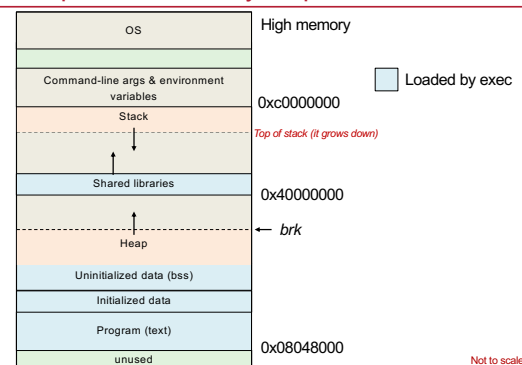 OS
High memory
Command-line args & environment
variables
0xc0000000
Loaded by exec
Stack
Top of stack (it grows down)
Shared libraries
0x40000000
brk
Heap
Uninitialized data (bss)
Initialized data
Program (text)
0x08048000
unused
Not to scale